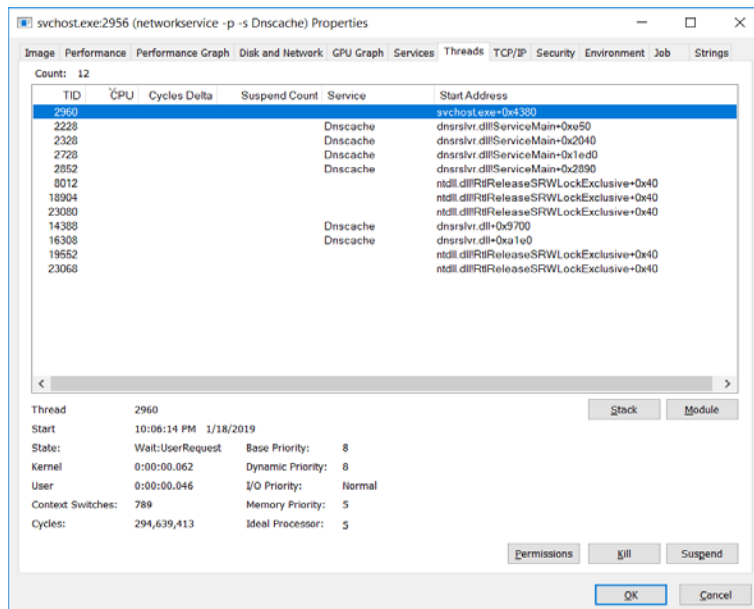 svchost.exe:2956 (networkservice -p -s Dnscache) Properties
Image Performance Performance Graph Disk and Network GPU Graph Services Threads TCP/IP Security Environment Job Strings
Count: 12
TID CPU Cycles Delta Suspend Count Service Start Address
2960 svchost.exe+0x4380
2228 Dnscache dnsrslvr.dll!ServiceMain+0xe50
2328 Dnscache dnsrslvr.dll!ServiceMain+0x2040
2728 Dnscache dnsrslvr.dll!ServiceMain+0x1ed0
2852 Dnscache dnsrslvr.dll!ServiceMain+0x2890
8012 ntdll.dll!RtlReleaseSRWLockExclusive+0x40
18904 ntdll.dll!RtlReleaseSRWLockExclusive+0x40
23080 ntdll.dll!RtlReleaseSRWLockExclusive+0x40
14388 Dnscache dnsrslvr.dll+0x9700
16308 Dnscache dnsrslvr.dll+0xa1e0
19552 ntdll.dll!RtlReleaseSRWLockExclusive+0x40
23068 ntdll.dll!RtlReleaseSRWLockExclusive+0x40
Thread 2960 Stack Module
Start 10:06:14 PM 1/18/2019
State: Wait:UserRequest Base Priority: 8
Kernel 0:00:00.062 Dynamic Priority: 8
User 0:00:00.046 I/O Priority: Normal
Context Switches: 789 Memory Priority: 5
Cycles: 294,639,413 Ideal Processor: 5
Permissions Kill Suspend
OK Cancel